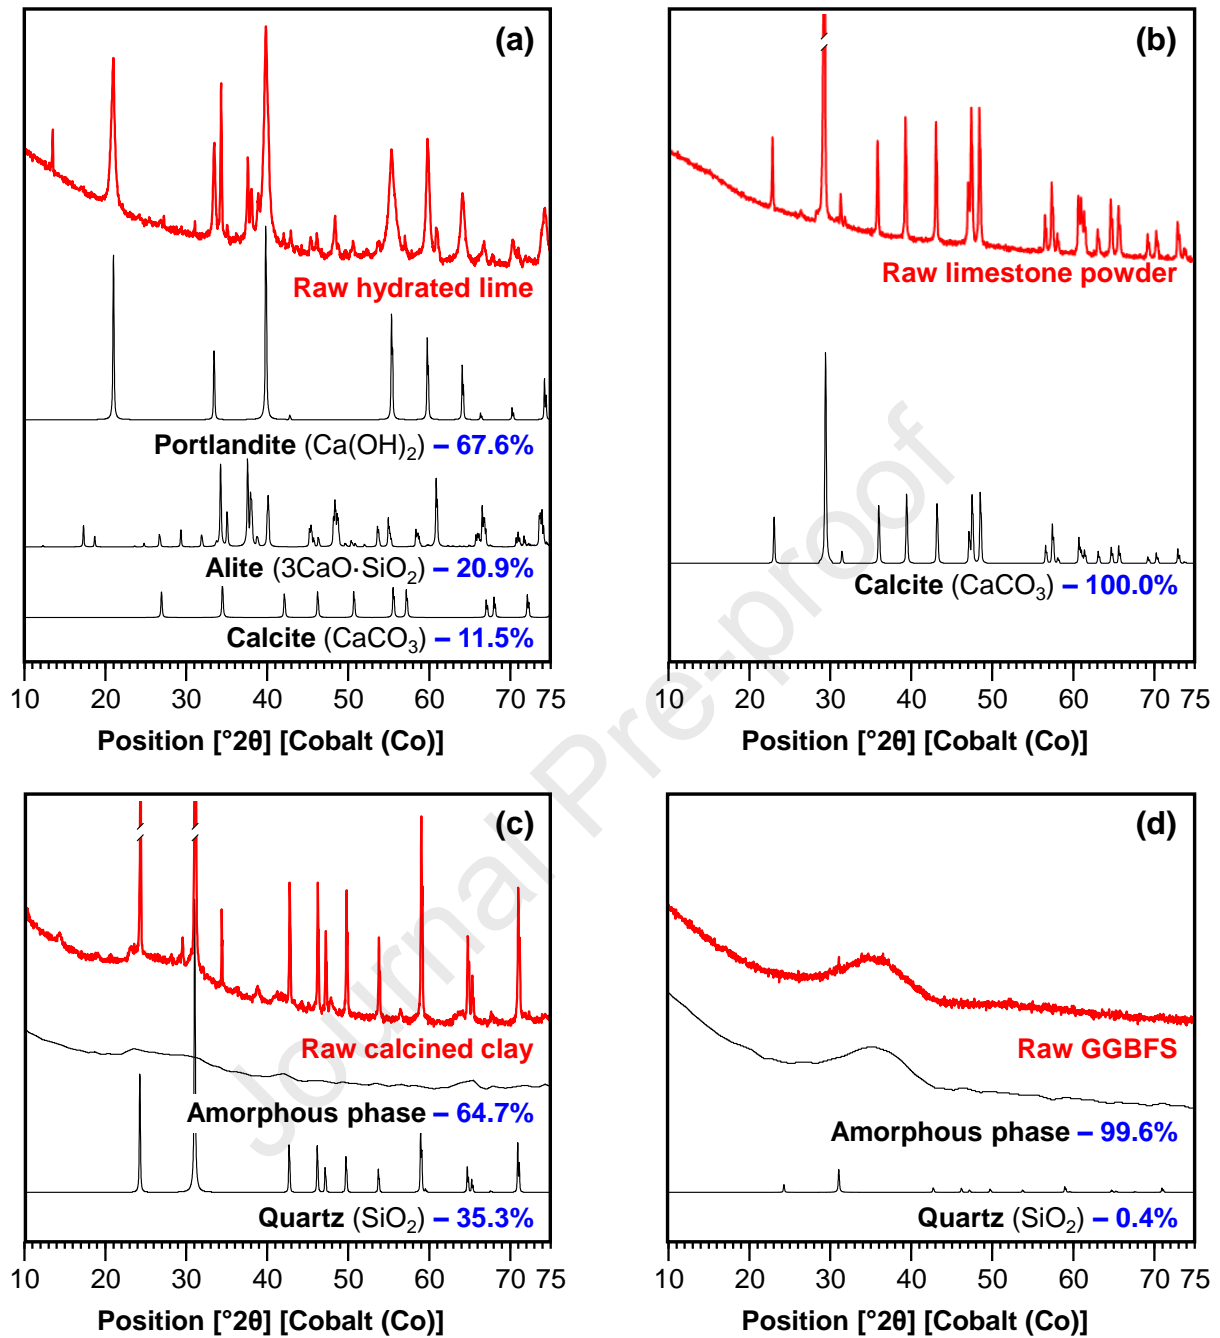 (a)
Raw hydrated lime
Portlandite (Ca(OH)₂) – 67.6%
Alite (3CaO·SiO₂) – 20.9%
Calcite (CaCO₃) – 11.5%
10 20 30 40 50 60 70 75
Position [°2θ] [Cobalt (Co)]
(b)
Raw limestone powder
Calcite (CaCO₃) – 100.0%
10 20 30 40 50 60 70 75
Position [°2θ] [Cobalt (Co)]
(c)
Raw calcined clay
Amorphous phase – 64.7%
Quartz (SiO₂) – 35.3%
10 20 30 40 50 60 70 75
Position [°2θ] [Cobalt (Co)]
(d)
Raw GGBFS
Amorphous phase – 99.6%
Quartz (SiO₂) – 0.4%
10 20 30 40 50 60 70 75
Position [°2θ] [Cobalt (Co)]
Journal Pre-proof